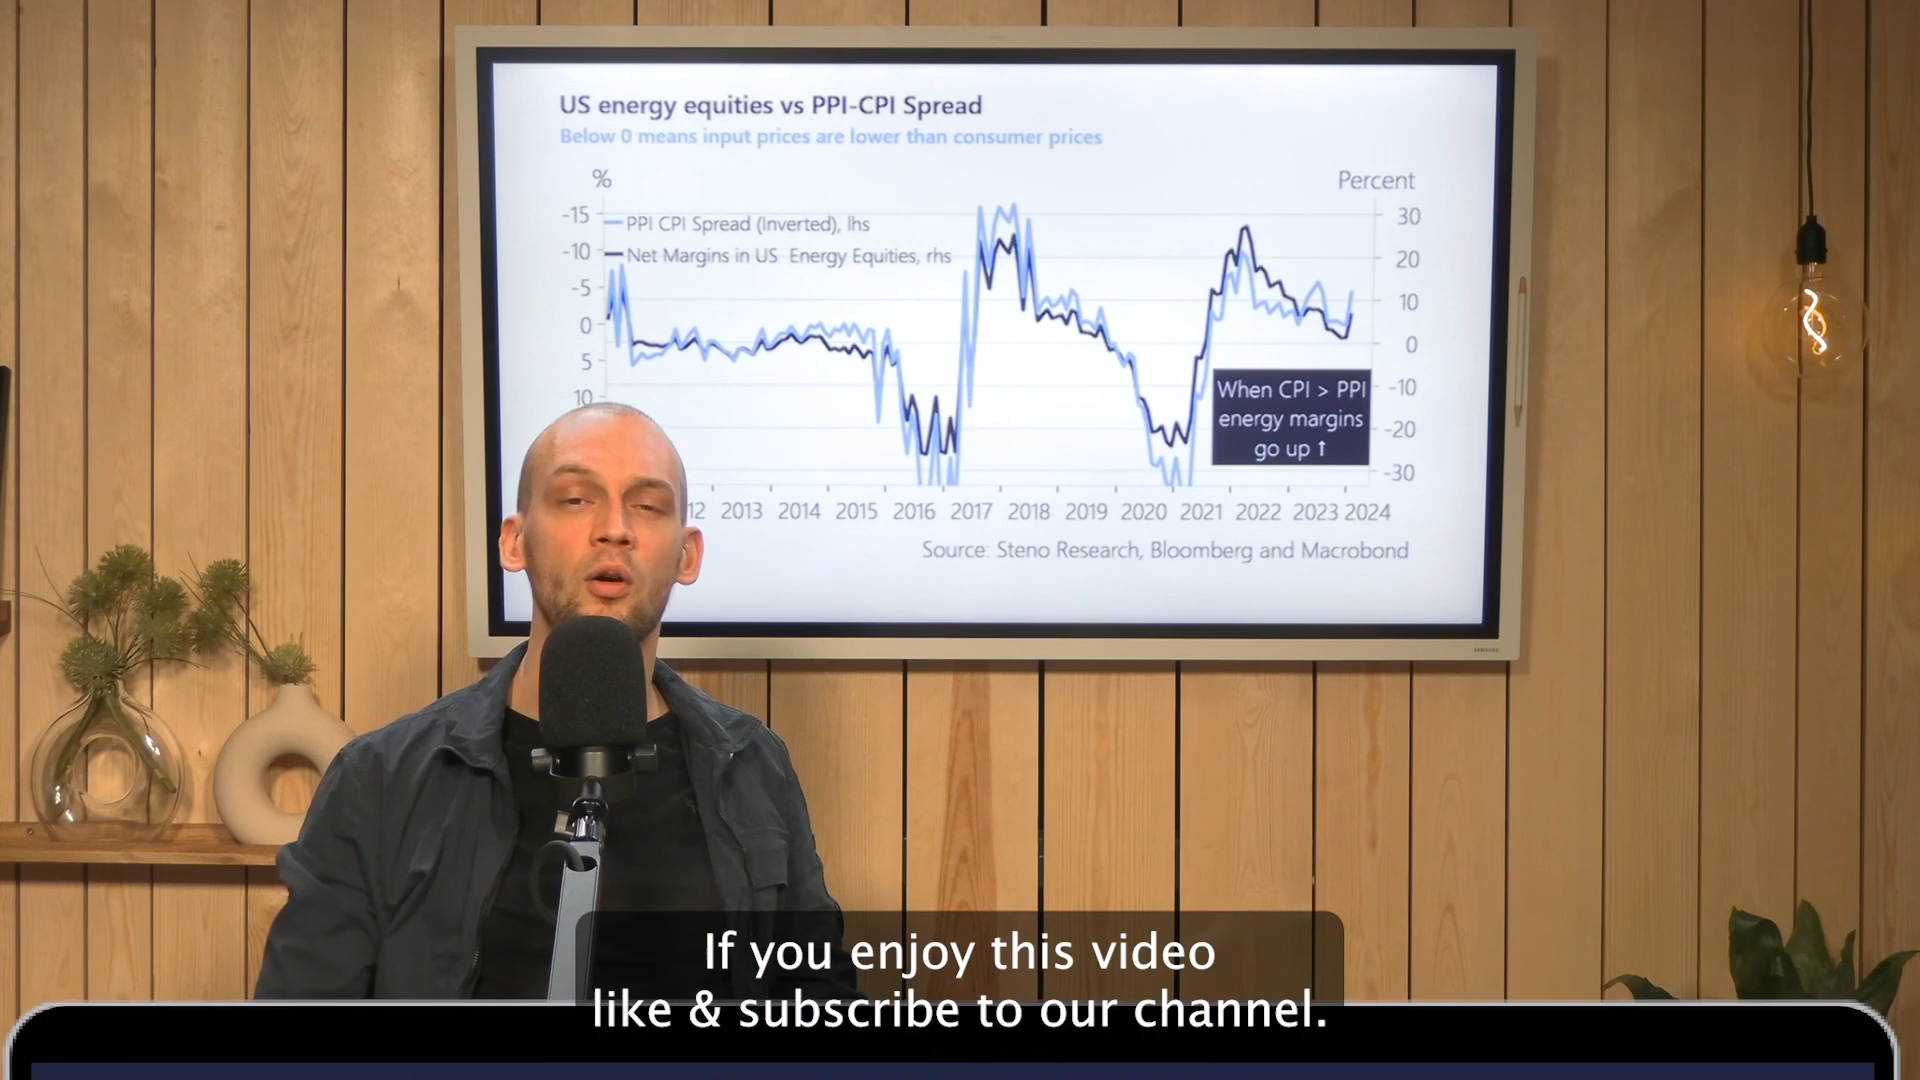 US energy equities vs PPI-CPI Spread
Below 0 means input prices are lower than consumer prices
%
Percent
-15
-10
-5
0
5
10
PPI CPI Spread (Inverted), lhs
Net Margins in US Energy Equities, rhs
30
20
10
0
-10
-20
-30
When CPI > PPI
energy margins
go up ↑
12 2013 2014 2015 2016 2017 2018 2019 2020 2021 2022 2023 2024
Source: Steno Research, Bloomberg and Macrobond
SAMSUNG
If you enjoy this video
like & subscribe to our channel.